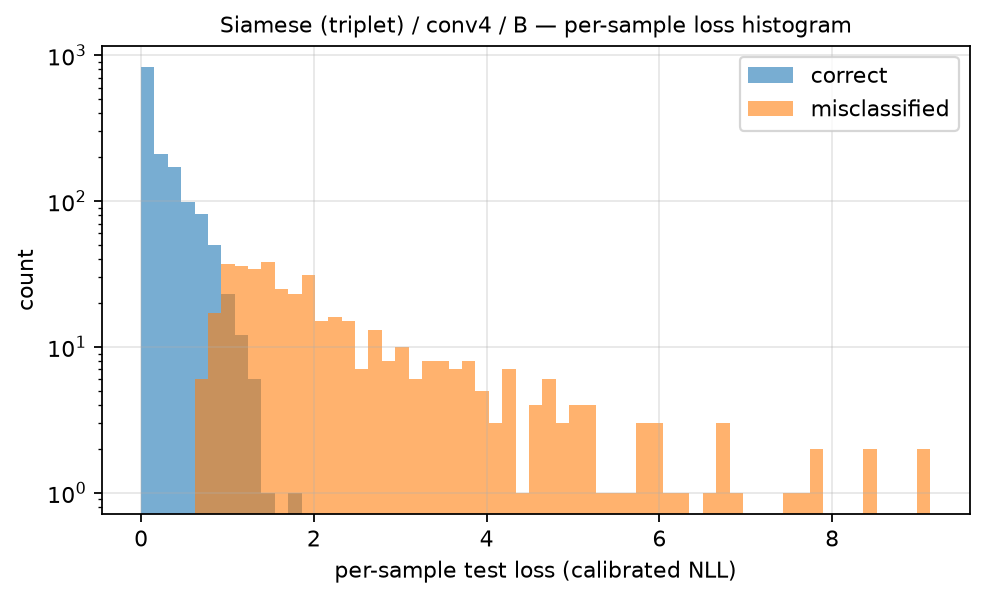 Siamese (triplet) / conv4 / B — per-sample loss histogram
correct
misclassified
count
10³
10²
10¹
10⁰
0 2 4 6 8
per-sample test loss (calibrated NLL)